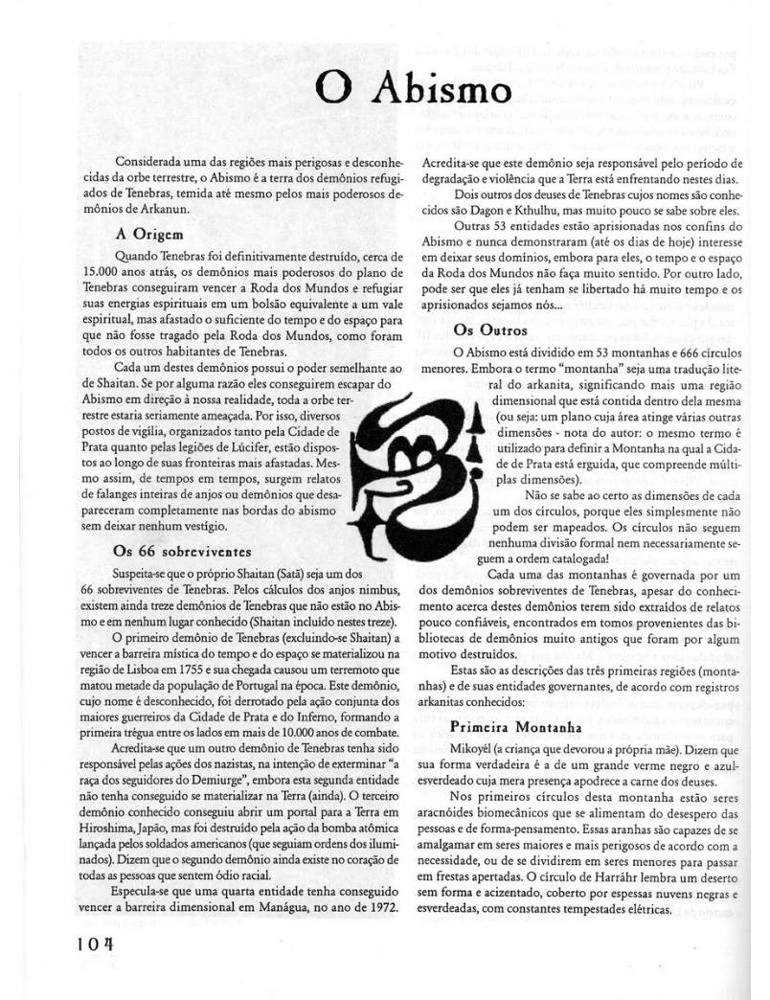 O Abismo
Considerada uma das regiões mais perigosas e desconhe-
cidas da orbe terrestre, o Abismo é a terra dos demônios refugi-
ados de Tenebras, temida até mesmo pelos mais poderosos de-
mônios de Arkanun.
A Origem
Quando Tenebras foi definitivamente destruído, cerca de
15.000 anos atrás, os demônios mais poderosos do plano de
Tenebras conseguiram vencer a Roda dos Mundos e refugiar
suas energias espirituais em um bolsão equivalente a um vale
espiritual, mas afastado o suficiente do tempo e do espaço para
que não fosse tragado pela Roda dos Mundos, como foram
todos os outros habitantes de Tenebras.
Cada um destes demônios possui o poder semelhante ao
de Shaitan. Se por alguma razão eles conseguirem escapar do
Abismo em direção à nossa realidade, toda a orbe ter-
restre estaria seriamente ameaçada. Por isso, diversos
postos de vigília, organizados tanto pela Cidade de
Prata quanto pelas legiões de Lúcifer, estão dispos-
tos ao longo de suas fronteiras mais afastadas. Mes-
mo assim, de tempos em tempos, surgem relatos
de falanges inteiras de anjos ou demônios que desa-
pareceram completamente nas bordas do abismo
sem deixar nenhum vestígio.
Os 66 sobreviventes
Suspeita-se que o próprio Shaitan (Satã) seja um dos
66 sobreviventes de Tenebras. Pelos cálculos dos anjos nimbus,
existem ainda treze demônios de Tenebras que não estão no Abis-
mo e em nenhum lugar conhecido (Shaitan incluído nestes treze).
O primeiro demônio de Tenebras (excluindo-se Shaitan) a
vencer a barreira mística do tempo e do espaço se materializou na
região de Lisboa em 1755 e sua chegada causou um terremoto que
matou metade da população de Portugal na época. Este demônio,
cujo nome é desconhecido, foi derrotado pela ação conjunta dos
maiores guerreiros da Cidade de Prata e do Inferno, formando a
primeira trégua entre os lados em mais de 10.000 anos de combate.
Acredita-se que um outro demônio de Tenebras tenha sido
responsável pelas ações dos nazistas, na intenção de exterminar "a
raça dos seguidores do Demiurge", embora esta segunda entidade
não tenha conseguido se materializar na Terra (ainda). O terceiro
demônio conhecido conseguiu abrir um portal para a Terra em
Hiroshima, Japão, mas foi destruído pela ação da bomba atômica
lançada pelos soldados americanos (que seguiam ordens dos ilumi-
nados). Dizem que o segundo demônio ainda existe no coração de
todas as pessoas que sentem ódio racial.
Especula-se que uma quarta entidade tenha conseguido
vencer a barreira dimensional em Manágua, no ano de 1972.
Acredita-se que este demônio seja responsável pelo período de
degradação e violência que a Terra está enfrentando nestes dias.
Dois outros dos deuses de Tenebras cujos nomes são conhe-
cidos são Dagon e Kthulhu, mas muito pouco se sabe sobre eles.
Outras 53 entidades estão aprisionadas nos confins do
Abismo e nunca demonstraram (até os dias de hoje) interesse
em deixar seus domínios, embora para eles, o tempo e o espaço
da Roda dos Mundos não faça muito sentido. Por outro lado,
pode ser que eles já tenham se libertado há muito tempo e os
aprisionados sejamos nós...
Os Outros
O Abismo está dividido em 53 montanhas e 666 círculos
menores. Embora o termo "montanha" seja uma tradução lite-
ral do arkanita, significando mais uma região
dimensional que está contida dentro dela mesma
(ou seja: um plano cuja área atinge várias outras
dimensões - nota do autor: o mesmo termo é
utilizado para definir a Montanha na qual a Cida-
de de Prata está erguida, que compreende múlti-
plas dimensões).
Não se sabe ao certo as dimensões de cada
um dos círculos, porque eles simplesmente não
podem ser mapeados. Os círculos não seguem
nenhuma divisão formal nem necessariamente se-
guem a ordem catalogada!
Cada uma das montanhas é governada por um
dos demônios sobreviventes de Tenebras, apesar do conheci-
mento acerca destes demônios terem sido extraídos de relatos
pouco confiáveis, encontrados em tomos provenientes das bi-
bliotecas de demônios muito antigos que foram por algum
motivo destruídos.
Estas são as descrições das três primeiras regiões (monta-
nhas) e de suas entidades governantes, de acordo com registros
arkanitas conhecidos:
Primeira Montanha
Mikoyél (a criança que devorou a própria mãe). Dizem que
sua forma verdadeira é a de um grande verme negro e azul-
esverdeado cuja mera presença apodrece a carne dos deuses.
Nos primeiros círculos desta montanha estão seres
aracnóides biomecânicos que se alimentam do desespero das
pessoas e de forma-pensamento. Essas aranhas são capazes de se
amalgamar em seres maiores e mais perigosos de acordo com a
necessidade, ou de se dividirem em seres menores para passar
em frestas apertadas. O círculo de Harráhr lembra um deserto
sem forma e acizentado, coberto por espessas nuvens negras e
esverdeadas, com constantes tempestades elétricas.
104